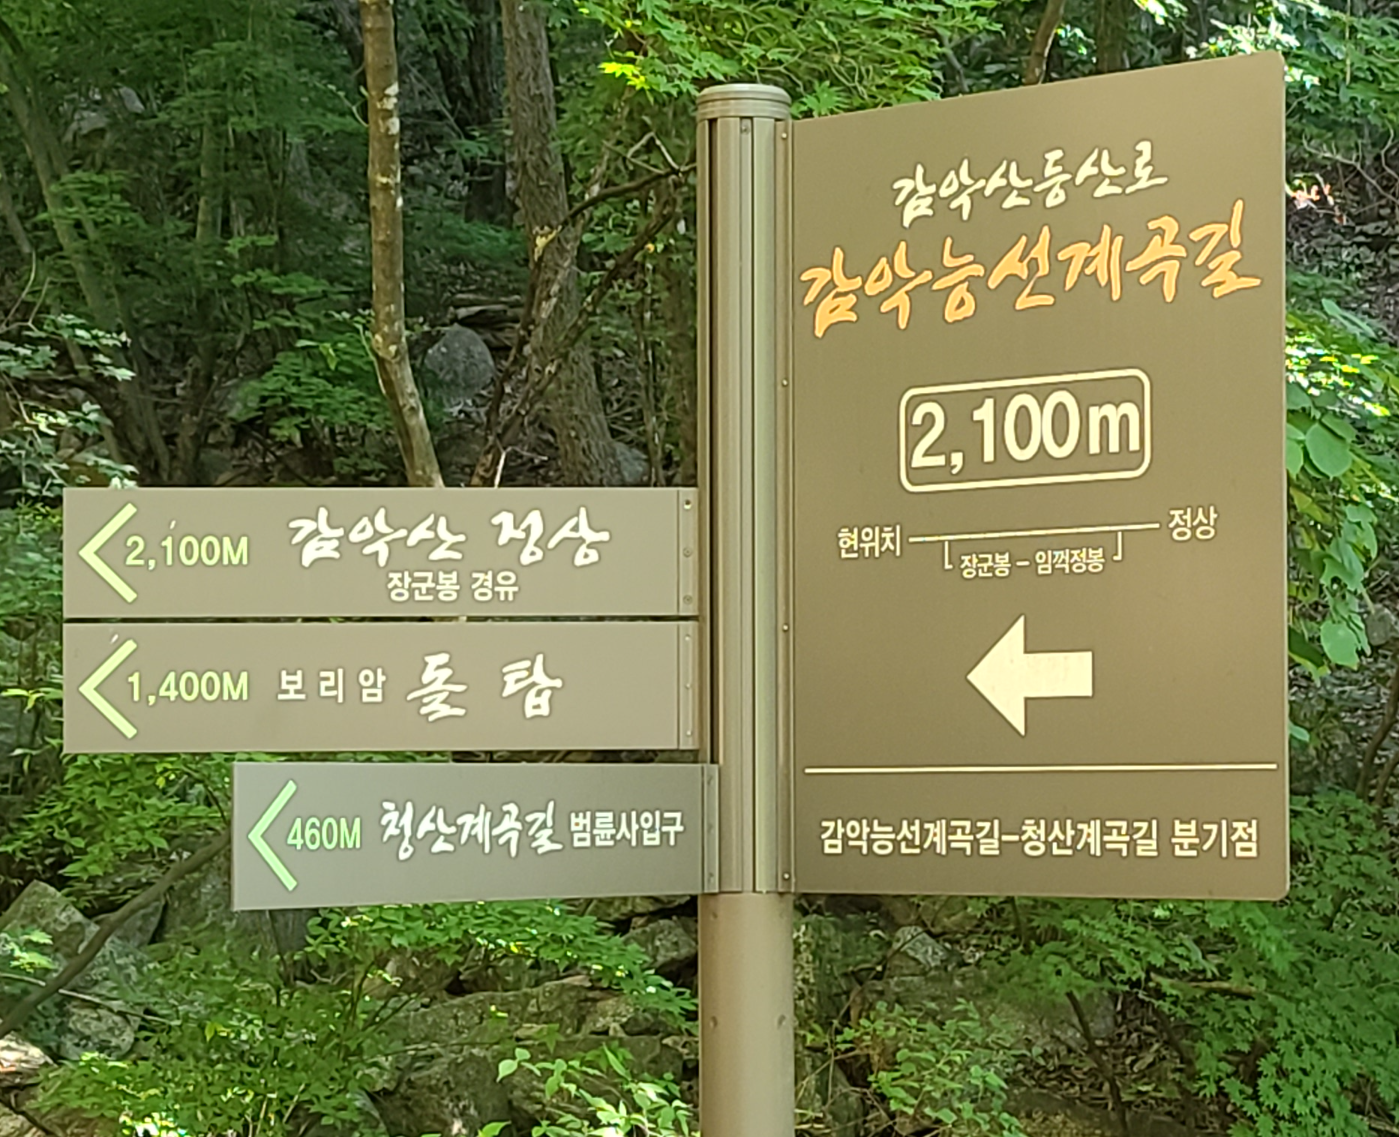 2,100M 감악산 정상
장군봉 경유
1,400M 보리암 돌 탑
460M 청산계곡길 범륜사입구
감악산등산로
감악능선계곡길
2,100m
현위치 정상
장군봉 - 임꺽정봉
감악능선계곡길-청산계곡길 분기점